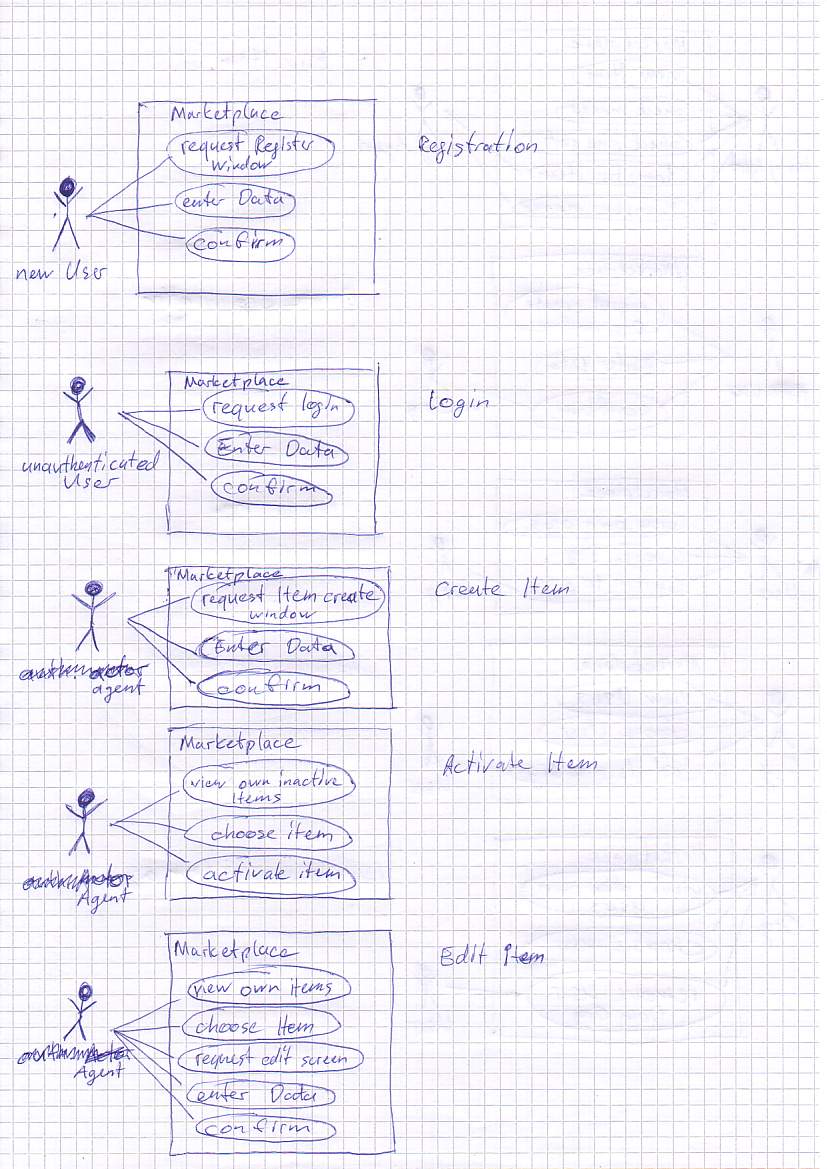 Marketplace
request Register
window
Registration
enter Data
confirm
new User
Marketplace
request login
Login
Enter Data
confirm
unauthenticated
User
Marketplace
request Item create
window
Create Item
Enter Data
confirm
agent
Marketplace
Activate Item
view own inactive
Items
choose item
activate item
Agent
Marketplace
Edit Item
view own items
choose Item
request edit screen
enter Data
confirm
Agent